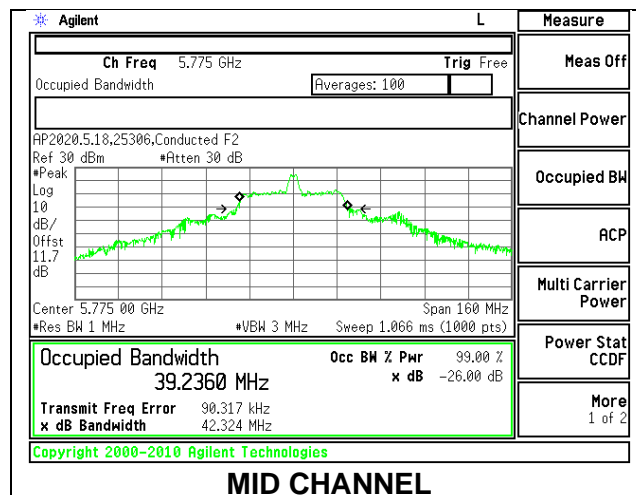 Agilent L Measure
Ch Freq 5.775 GHz Trig Free
Meas Off
Occupied Bandwidth Averages: 100
Channel Power
AP2020.5.18,25306,Conducted F2
Ref 30 dBm #Atten 30 dB
#Peak
Log
10
dB/
Offst
11.7
dB
Occupied BW
ACP
Multi Carrier
Power
Center 5.775 00 GHz Span 160 MHz
#Res BW 1 MHz #VBW 3 MHz Sweep 1.066 ms (1000 pts)
Power Stat
CCDF
Occupied Bandwidth Occ BW % Pwr 99.00 %
39.2360 MHz x dB -26.00 dB
Transmit Freq Error 90.317 kHz
x dB Bandwidth 42.324 MHz
More
1 of 2
Copyright 2000-2010 Agilent Technologies
MID CHANNEL